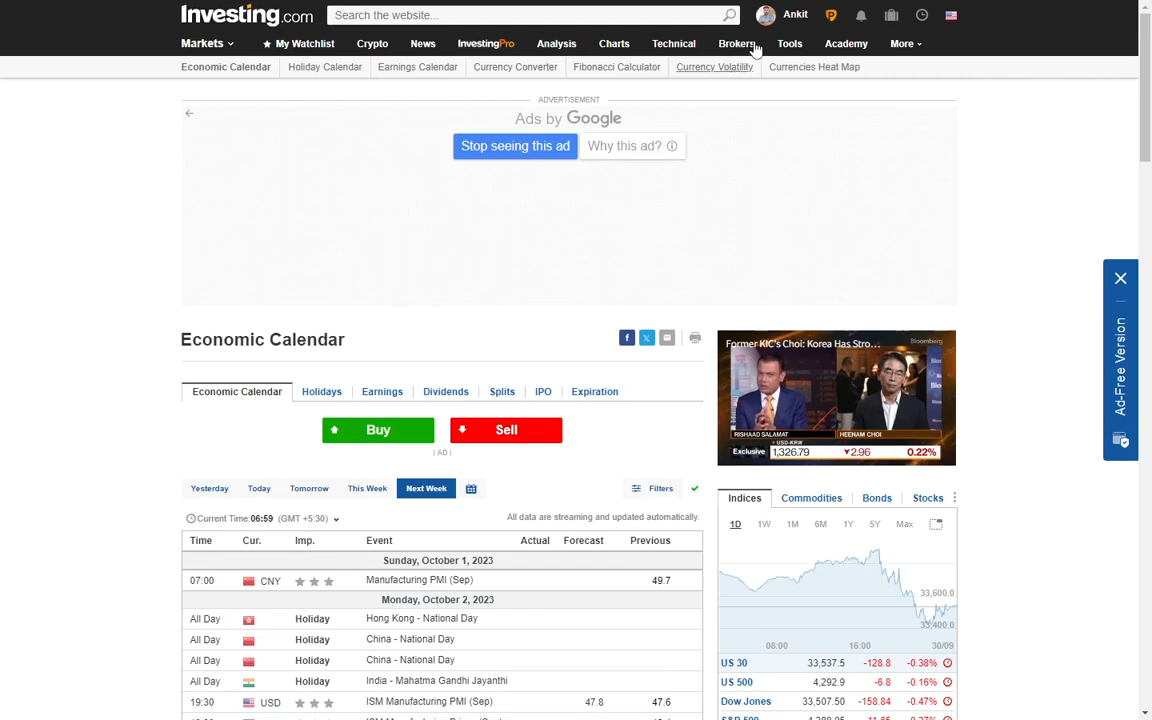 Investing.com
Search the website...
Ankit
Markets
My Watchlist
Crypto
News
InvestingPro
Analysis
Charts
Technical
Brokers
Tools
Academy
More
Economic Calendar
Holiday Calendar
Earnings Calendar
Currency Converter
Fibonacci Calculator
Currency Volatility
Currencies Heat Map
ADVERTISEMENT
Ads by Google
Stop seeing this ad
Why this ad?
Ad-Free Version
Economic Calendar
Former KIC's Choi: Korea Has Stro...
Bloomberg
RISHAAD SALAMAT
HEENAM CHOI
USD-KRW
Exclusive 1,326.79 ▼2.96 0.22%
Economic Calendar
Holidays
Earnings
Dividends
Splits
IPO
Expiration
Buy
Sell
| AD |
Yesterday
Today
Tomorrow
This Week
Next Week
Filters
Current Time: 06:59 (GMT +5:30)
All data are streaming and updated automatically.
Time Cur. Imp. Event Actual Forecast Previous
Sunday, October 1, 2023
07:00 CNY Manufacturing PMI (Sep) 49.7
Monday, October 2, 2023
All Day Holiday Hong Kong - National Day
All Day Holiday China - National Day
All Day Holiday China - National Day
All Day Holiday India - Mahatma Gandhi Jayanthi
19:30 USD ISM Manufacturing PMI (Sep) 47.8 47.6
Indices
Commodities
Bonds
Stocks
1D 1W 1M 6M 1Y 5Y Max
33,600.0
33,400.0
08:00 16:00 30/09
US 30 33,537.5 -128.8 -0.38%
US 500 4,292.9 -6.8 -0.16%
Dow Jones 33,507.50 -158.84 -0.47%